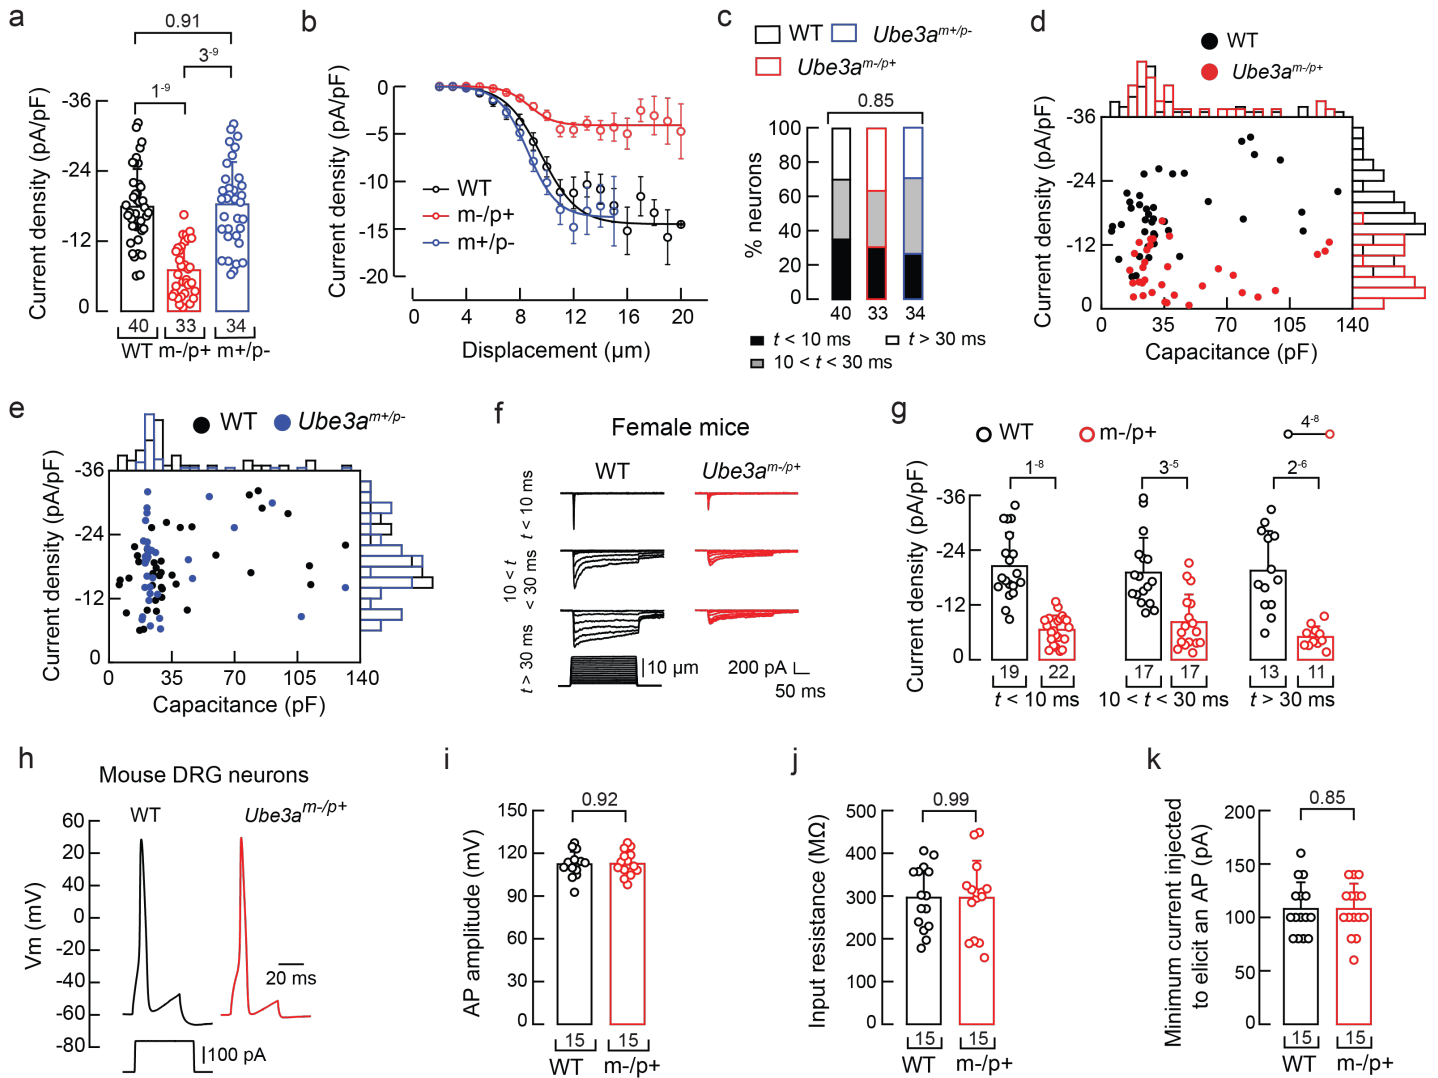 a
0.91
3-9
1-9
Current density (pA/pF)
-36
-24
-12
0
40
33
34
WT
m-/p+
m+/p-
b
Current density (pA/pF)
0
−5
−10
−15
−20
WT
m-/p+
m+/p-
0
4
8
12
16
20
Displacement (μm)
c
WT
Ube3am+/p-
Ube3am-/p+
0.85
% neurons
100
80
60
40
20
0
40
33
34
t < 10 ms
t > 30 ms
10 < t < 30 ms
d
WT
Ube3am-/p+
Current density (pA/pF)
-36
-24
-12
0
0
35
70
105
140
Capacitance (pF)
e
WT
Ube3am+/p-
Current density (pA/pF)
-36
-24
-12
0
0
35
70
105
140
Capacitance (pF)
f
Female mice
WT
Ube3am-/p+
t < 10 ms
10 < t
< 30 ms
t > 30 ms
10 μm
200 pA
50 ms
g
WT
m-/p+
4-8
1-8
3-5
2-6
Current density (pA/pF)
-36
-24
-12
0
19
22
17
17
13
11
t < 10 ms
10 < t < 30 ms
t > 30 ms
h
Mouse DRG neurons
WT
Ube3am-/p+
Vm (mV)
60
20
40
0
-20
-40
-60
-80
20 ms
100 pA
i
0.92
AP amplitude (mV)
150
120
90
60
30
0
15
15
WT
m-/p+
j
0.99
Input resistance (MΩ)
500
400
300
200
100
0
15
15
WT
m-/p+
k
0.85
Minimum current injected
to elicit an AP (pA)
200
150
100
50
0
15
15
WT
m-/p+